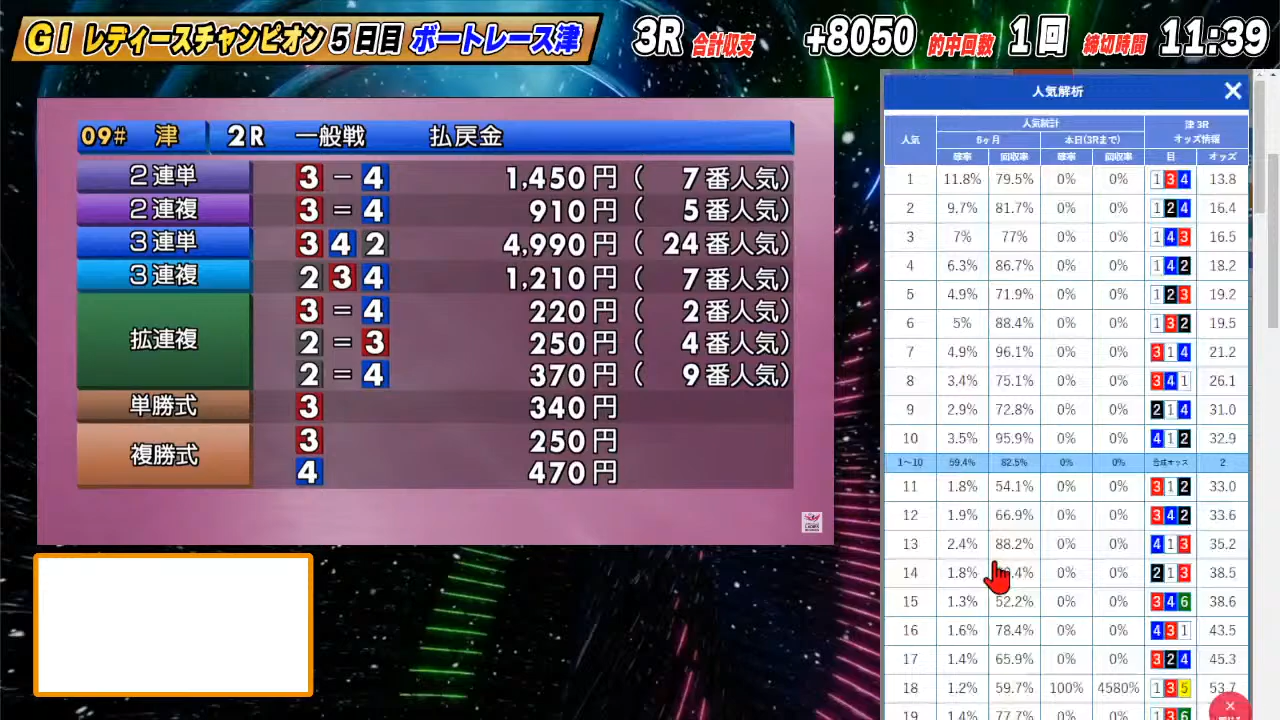 GⅠ レディースチャンピオン 5日目 ボートレース津
3R 合計収支 +8050 的中回数 1回 締切時間 11:39
09# 津 2R 一般戦 払戻金
2連単 3 － 4 1,450円 ( 7番人気)
2連複 3 = 4 910円 ( 5番人気)
3連単 3 4 2 4,990円 ( 24番人気)
3連複 2 3 4 1,210円 ( 7番人気)
拡連複 3 = 4 220円 ( 2番人気)
2 = 3 250円 ( 4番人気)
2 = 4 370円 ( 9番人気)
単勝式 3 340円
複勝式 3 250円
4 470円
人気解析 ×
人気 人気統計 津 3R オッズ情報
6ヶ月 本日(3Rまで)
確率 回収率 確率 回収率 目 オッズ
1 11.8% 79.5% 0% 0% 1 3 4 13.8
2 9.7% 81.7% 0% 0% 1 2 4 16.4
3 7% 77% 0% 0% 1 4 3 16.5
4 6.3% 86.7% 0% 0% 1 4 2 18.2
5 4.9% 71.9% 0% 0% 1 2 3 19.2
6 5% 88.4% 0% 0% 1 3 2 19.5
7 4.9% 96.1% 0% 0% 3 1 4 21.2
8 3.4% 75.1% 0% 0% 3 4 1 26.1
9 2.9% 72.8% 0% 0% 2 1 4 31.0
10 3.5% 95.9% 0% 0% 4 1 2 32.9
1～10 59.4% 82.5% 0% 0% 合成オッズ 2
11 1.8% 54.1% 0% 0% 3 1 2 33.0
12 1.9% 66.9% 0% 0% 3 4 2 33.6
13 2.4% 88.2% 0% 0% 4 1 3 35.2
14 1.8% 0% 0% 2 1 3 38.5
15 1.3% 52.2% 0% 0% 3 4 6 38.6
16 1.6% 78.4% 0% 0% 4 3 1 43.5
17 1.4% 65.9% 0% 0% 3 2 4 45.3
18 1.2% 59.7% 100% 4580% 1 3 5 53.7
1.4% 77.7% 0% 0% 1 3 6